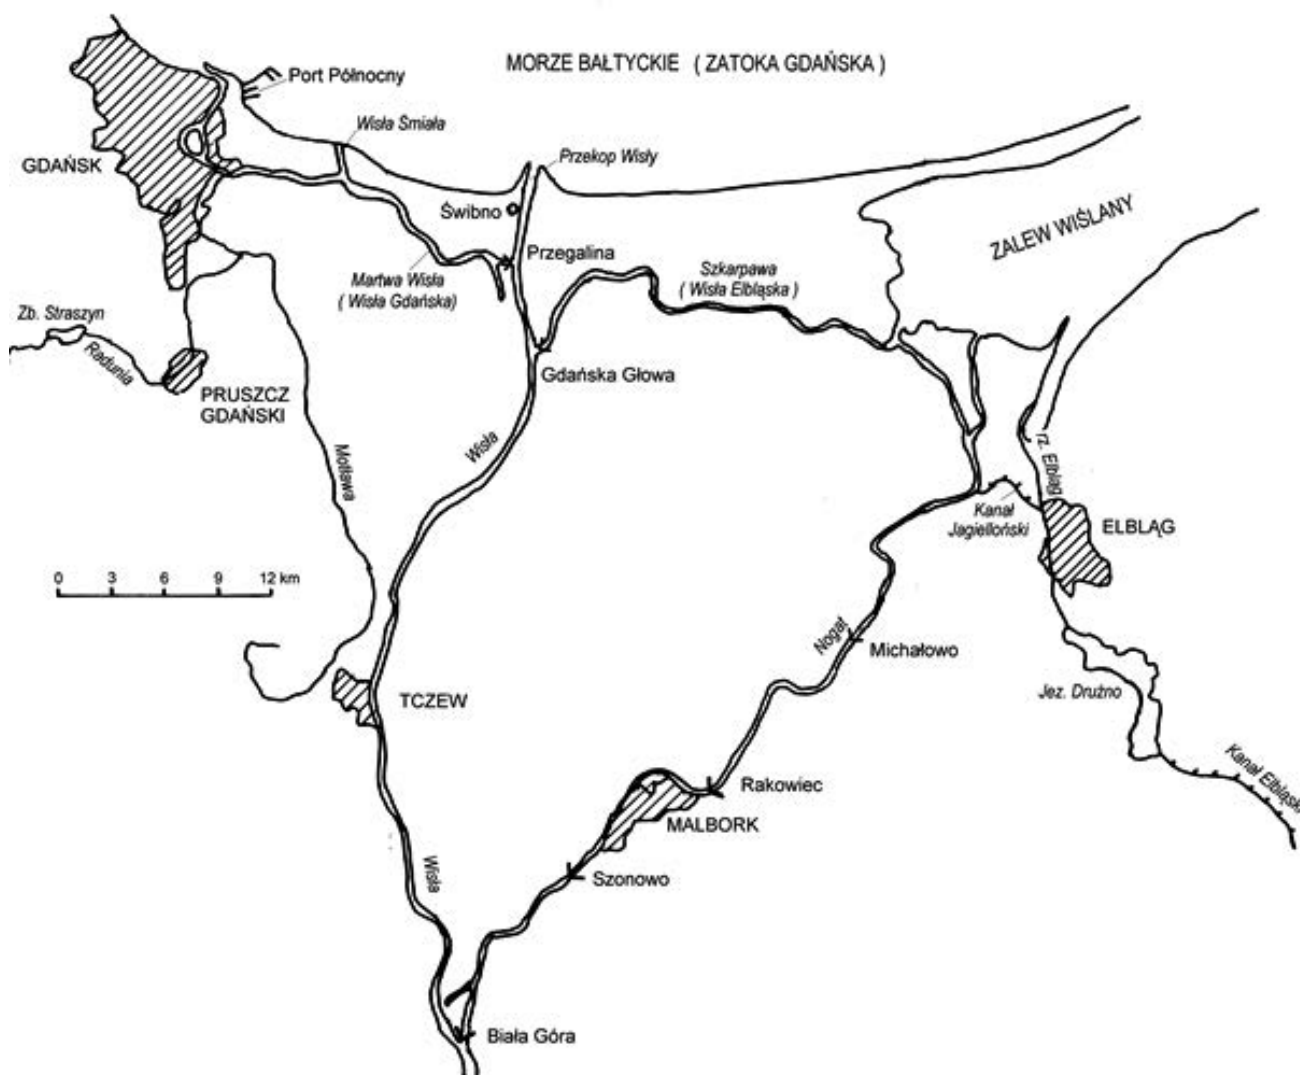 MORZE BAŁTYCKIE ( ZATOKA GDAŃSKA )
Port Północny
Wisła Śmiała
GDAŃSK
Przekop Wisły
Świbno
ZALEW WIŚLANY
Przegalina
Martwa Wisła
( Wisła Gdańska)
Szkarpawa
( Wisła Elbląska )
Zb. Straszyn
Radunia
Gdańska Głowa
PRUSZCZ
GDAŃSKI
Motława
Wisła
rz. Elbląg
Kanał
Jagielloński
ELBLĄG
0 3 6 9 12 km
Nogat
Michałowo
TCZEW
Jez. Drużno
Kanał Elbląski
Rakowiec
MALBORK
Wisła
Szonowo
Biała Góra